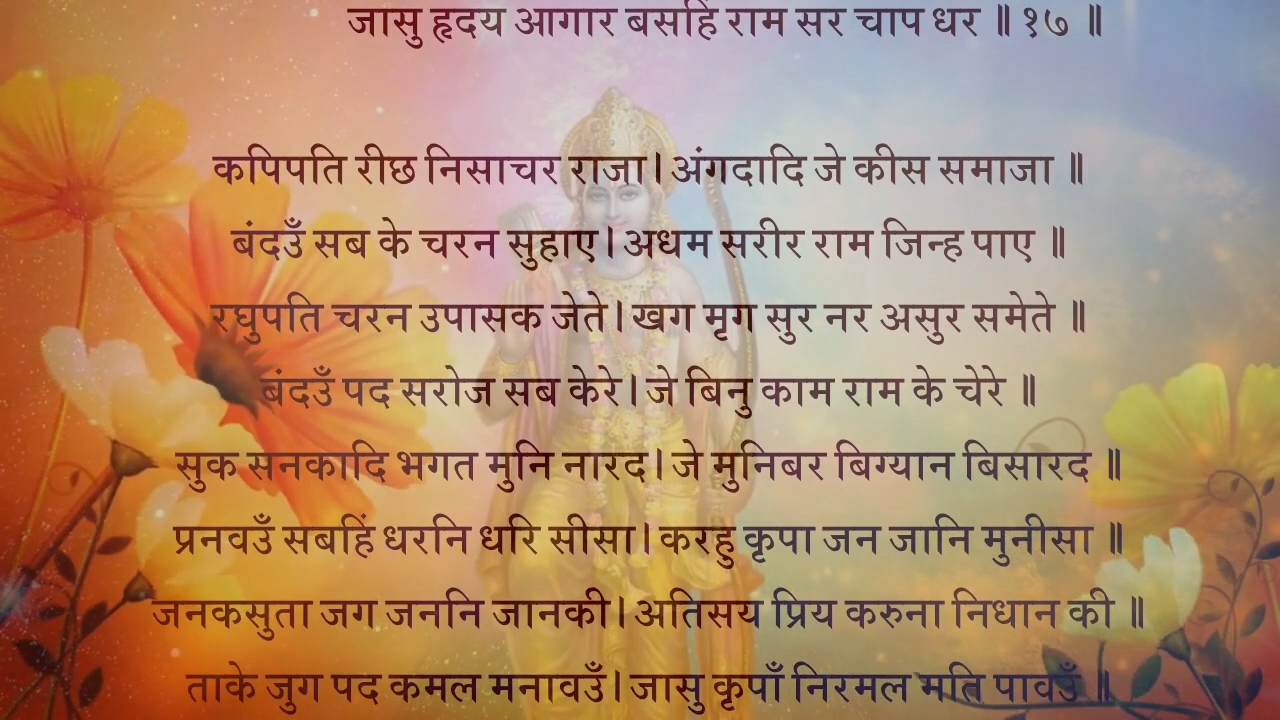 जासु हृदय आगार बसहिं राम सर चाप धर ॥ १७ ॥
कपिपति रीछ निसाचर राजा। अंगदादि जे कीस समाजा ॥
बंदउँ सब के चरन सुहाए। अधम सरीर राम जिन्ह पाए ॥
रघुपति चरन उपासक जेते। खग मृग सुर नर असुर समेते ॥
बंदउँ पद सरोज सब केरे। जे बिनु काम राम के चेरे ॥
सुक सनकादि भगत मुनि नारद। जे मुनिबर बिग्यान बिसारद ॥
प्रनवउँ सबहिं धरनि धरि सीसा। करहु कृपा जन जानि मुनीसा ॥
जनकसुता जग जननि जानकी। अतिसय प्रिय करुना निधान की ॥
ताके जुग पद कमल मनावउँ। जासु कृपाँ निरमल मति पावउँ ॥